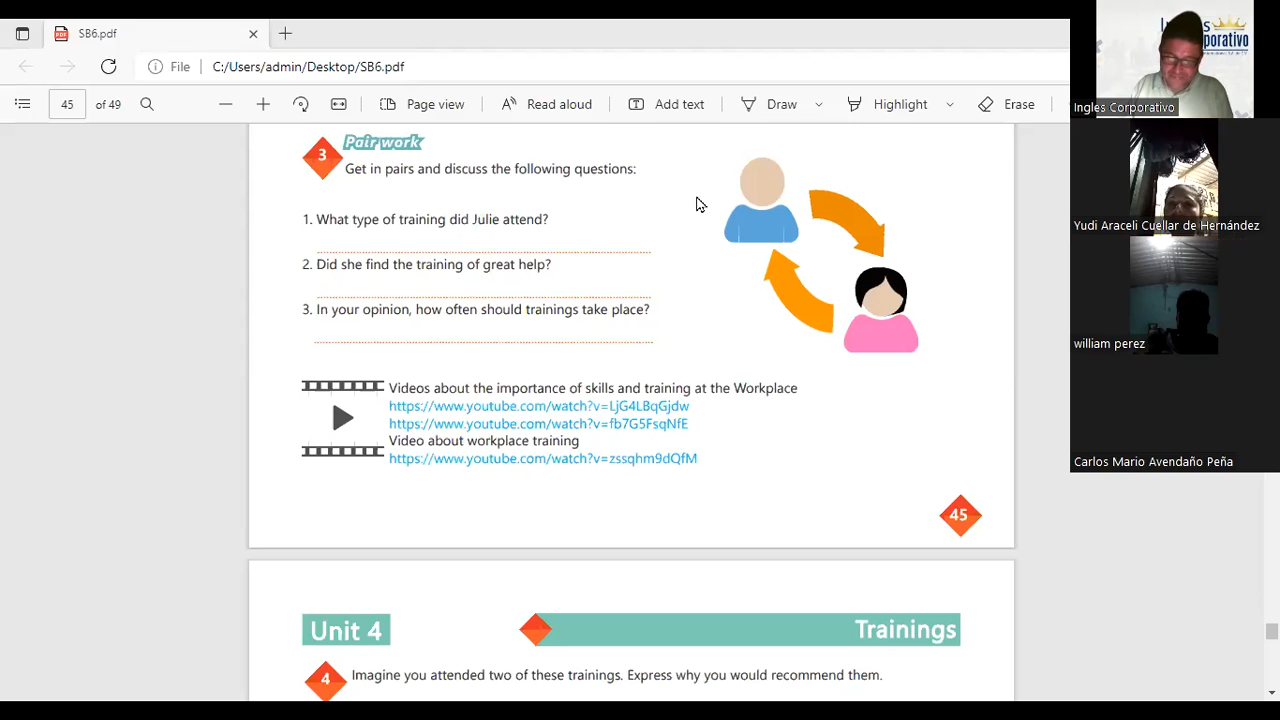 SB6.pdf
File
C:/Users/admin/Desktop/SB6.pdf
45
of 49
Page view
Read aloud
Add text
Draw
Highlight
Erase
3
Pair work
Get in pairs and discuss the following questions:
1. What type of training did Julie attend?
2. Did she find the training of great help?
3. In your opinion, how often should trainings take place?
Videos about the importance of skills and training at the Workplace
https://www.youtube.com/watch?v=LjG4LBqGjdw
https://www.youtube.com/watch?v=fb7G5FsqNfE
Video about workplace training
https://www.youtube.com/watch?v=zssqhm9dQfM
45
Unit 4
Trainings
4
Imagine you attended two of these trainings. Express why you would recommend them.
Ingles Corporativo
Yudi Araceli Cuellar de Hernández
william perez
Carlos Mario Avendaño Peña